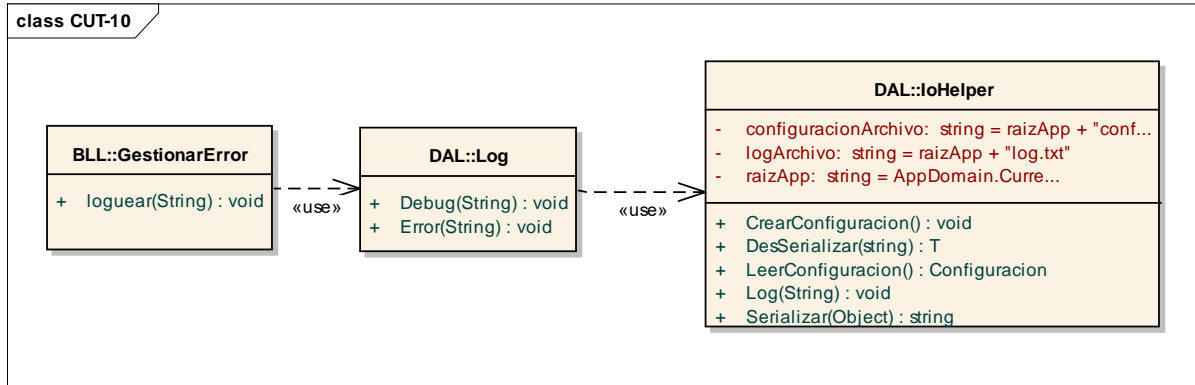 class CUT-10
BLL::GestionarError
+ loguear(String) : void
«use»
DAL::Log
+ Debug(String) : void
+ Error(String) : void
«use»
DAL::IoHelper
- configuracionArchivo: string = raizApp + "conf...
- logArchivo: string = raizApp + "log.txt"
- raizApp: string = AppDomain.Curre...
+ CrearConfiguracion() : void
+ DesSerializar(string) : T
+ LeerConfiguracion() : Configuracion
+ Log(String) : void
+ Serializar(Object) : string